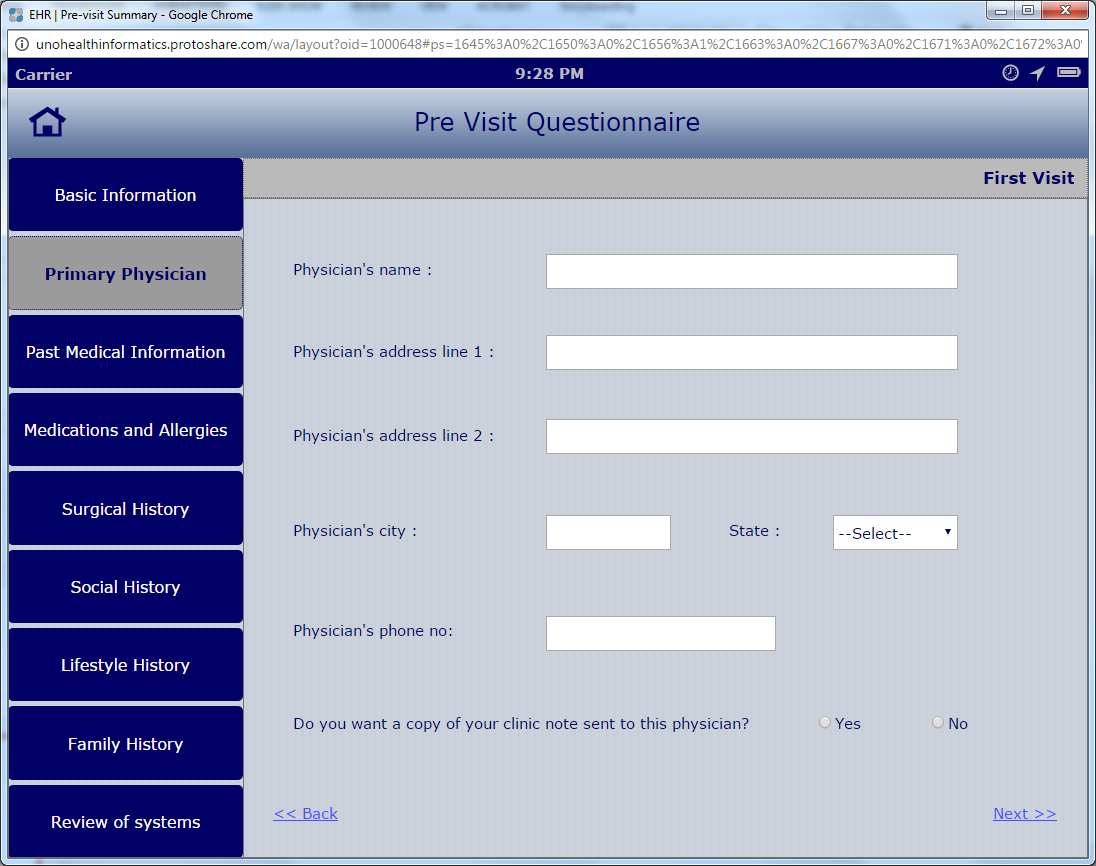 EHR | Pre-visit Summary - Google Chrome
unohealthinformatics.protoshare.com/wa/layout?oid=1000648#ps=1645%3A0%2C1650%3A0%2C1656%3A1%2C1663%3A0%2C1667%3A0%2C1671%3A0%2C1672%3A0%
Carrier 9:28 PM
Pre Visit Questionnaire
First Visit
Basic Information
Primary Physician
Past Medical Information
Medications and Allergies
Surgical History
Social History
Lifestyle History
Family History
Review of systems
Physician's name :
Physician's address line 1 :
Physician's address line 2 :
Physician's city : State : --Select--
Physician's phone no:
Do you want a copy of your clinic note sent to this physician? Yes No
<< Back Next >>